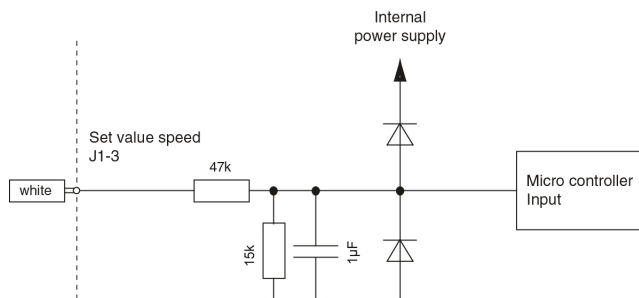 Internal
power supply
Set value speed
J1-3
47k
white
Micro controller
Input
15k
1µF